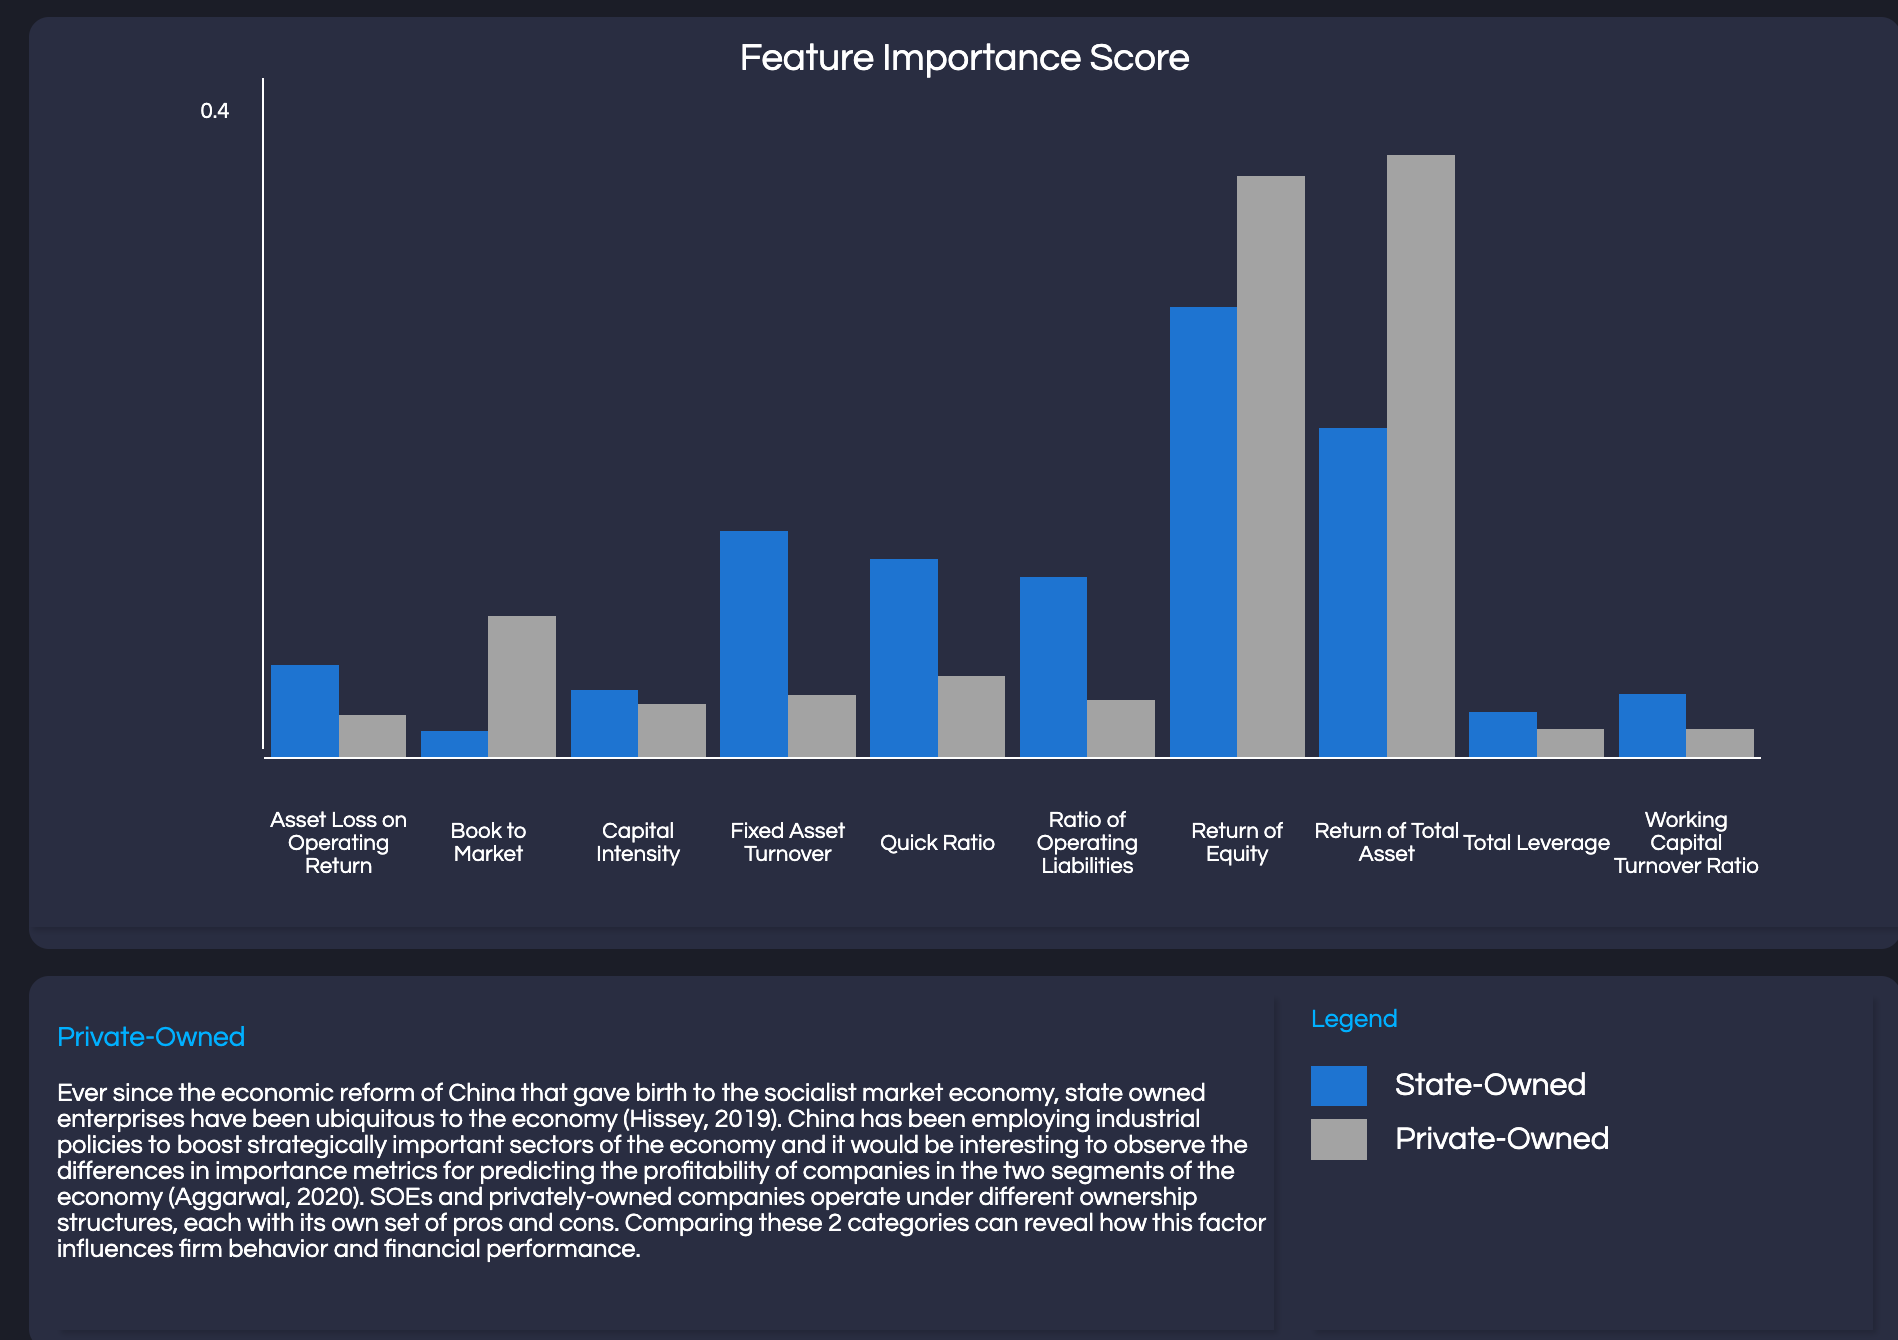 Feature Importance Score
0.4
Asset Loss on
Operating
Return
Book to
Market
Capital
Intensity
Fixed Asset
Turnover
Quick Ratio
Ratio of
Operating
Liabilities
Return of
Equity
Return of Total
Asset
Total Leverage
Working
Capital
Turnover Ratio
Private-Owned
Ever since the economic reform of China that gave birth to the socialist market economy, state owned
enterprises have been ubiquitous to the economy (Hissey, 2019). China has been employing industrial
policies to boost strategically important sectors of the economy and it would be interesting to observe the
differences in importance metrics for predicting the profitability of companies in the two segments of the
economy (Aggarwal, 2020). SOEs and privately-owned companies operate under different ownership
structures, each with its own set of pros and cons. Comparing these 2 categories can reveal how this factor
influences firm behavior and financial performance.
Legend
State-Owned
Private-Owned